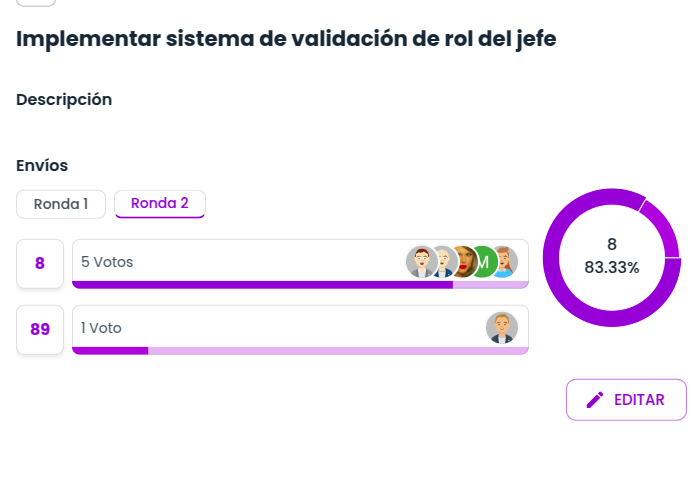 Implementar sistema de validación de rol del jefe
Descripción
Envíos
Ronda 1
Ronda 2
8
5 Votos
M
89
1 Voto
8
83.33%
EDITAR